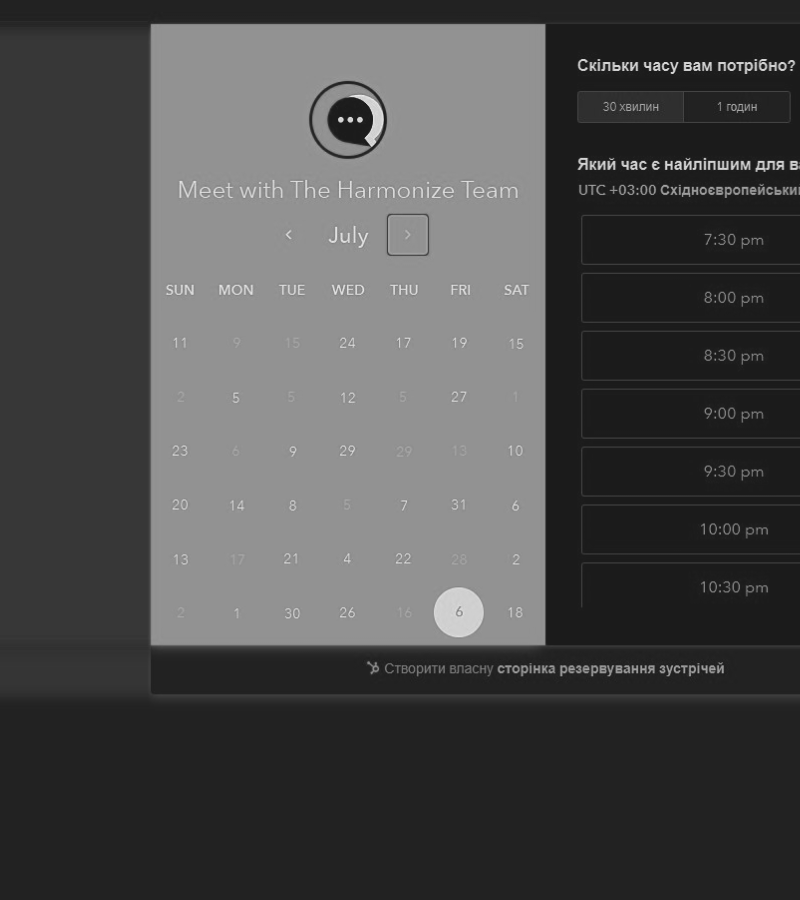 Meet with The Harmonize Team
July
SUN MON TUE WED THU FRI SAT
11 9 15 24 17 19 15
2 5 5 12 5 27 1
23 6 9 29 29 13 10
20 14 8 5 7 31 6
13 17 21 4 22 28 2
2 1 30 26 16 6 18
Скільки часу вам потрібно?
30 хвилин 1 годин
Який час є найліпшим для
UTC +03:00
7:30 pm
8:00 pm
8:30 pm
9:00 pm
9:30 pm
10:00 pm
10:30 pm
Створити власну сторінка резервування зустрічей